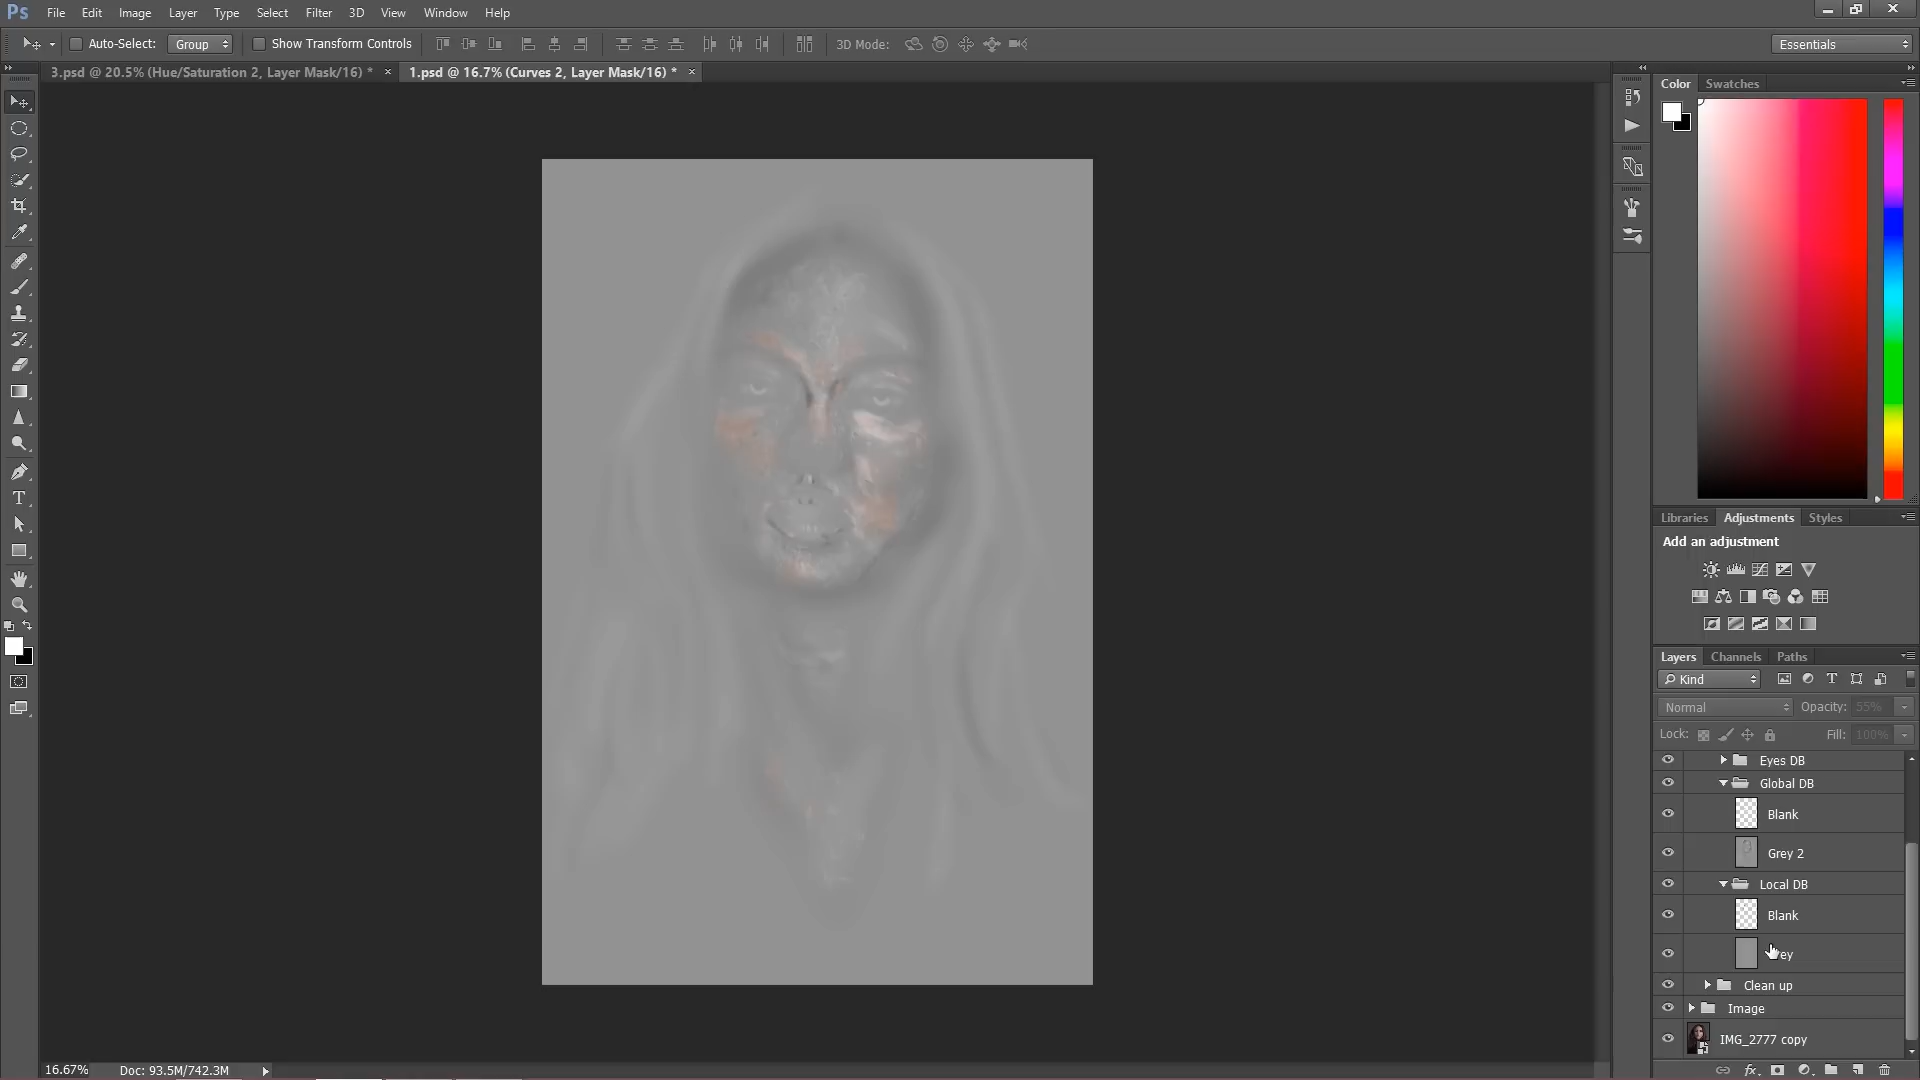 Ps File Edit Image Layer Type Select Filter 3D View Window Help
Auto-Select: Group Show Transform Controls 3D Mode: Essentials
3.psd @ 20.5% (Hue/Saturation 2, Layer Mask/16) * × 1.psd @ 16.7% (Curves 2, Layer Mask/16) * ×
Color Swatches
Libraries Adjustments Styles
Add an adjustment
Layers Channels Paths
Kind
Normal Opacity: 55%
Lock: Fill: 100%
Eyes DB
Global DB
Blank
Grey 2
Local DB
Blank
ey
Clean up
Image
IMG_2777 copy
16.67% Doc: 93.5M/742.3M
fx